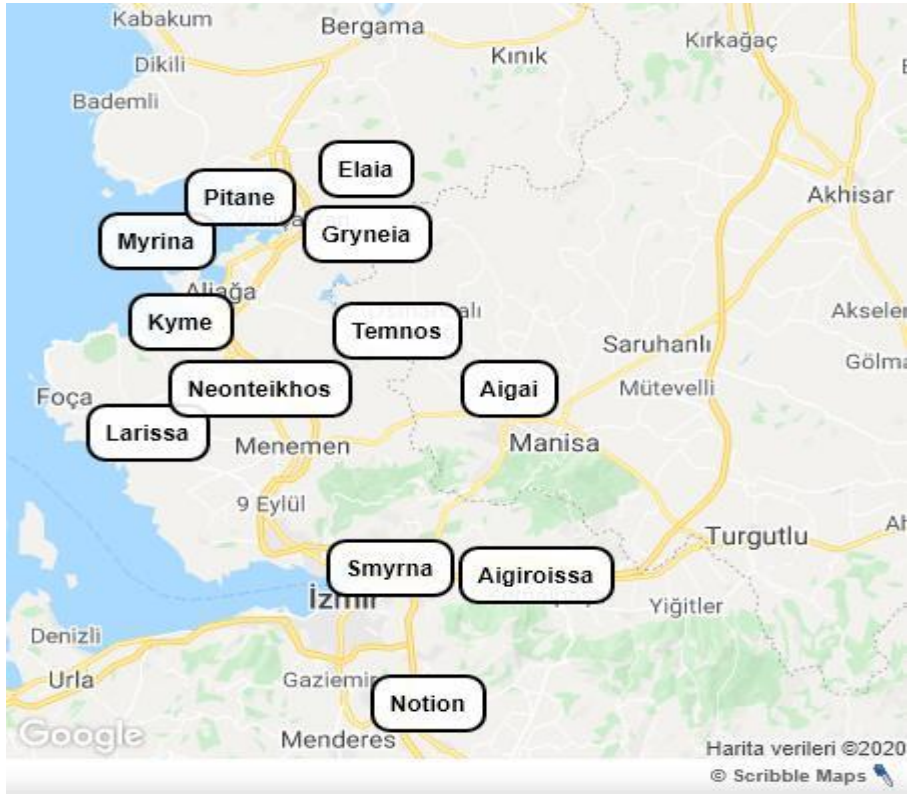 Kabakum
Bergama
Kırkağaç
Kınık
Dikili
Bademli
Elaia
Pitane
Akhisar
Myrina
Gryneia
Aliağa
Kyme
Temnos
Saruhanlı
Foça
Neonteikhos
Aigai
Mütevelli
Larissa
Menemen
Manisa
9 Eylül
Turgutlu
Smyrna
Aigiroissa
İzmir
Yiğitler
Denizli
Urla
Gaziemir
Notion
Google
Menderes
Harita verileri ©2020
© Scribble Maps